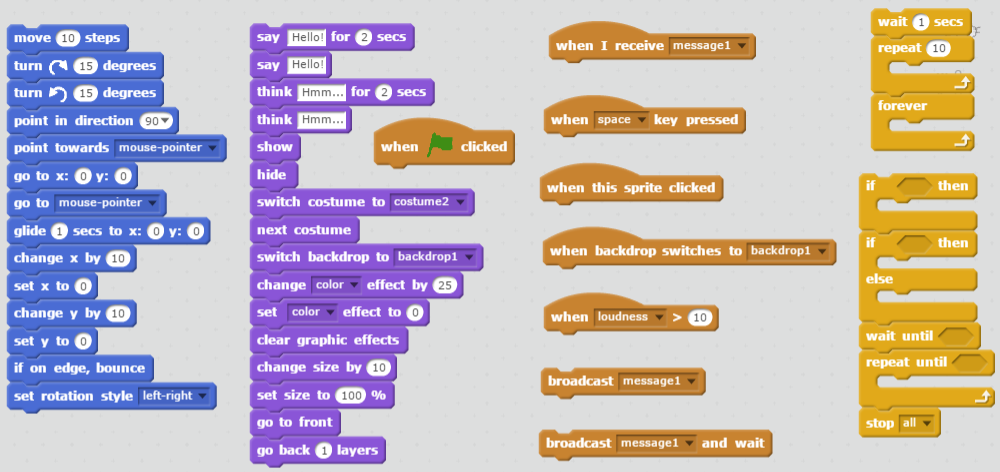 move 10 steps
turn 15 degrees
turn 15 degrees
point in direction 90
point towards mouse-pointer
go to x: 0 y: 0
go to mouse-pointer
glide 1 secs to x: 0 y: 0
change x by 10
set x to 0
change y by 10
set y to 0
if on edge, bounce
set rotation style left-right
say Hello! for 2 secs
say Hello!
think Hmm... for 2 secs
think Hmm...
show
hide
switch costume to costume2
next costume
switch backdrop to backdrop1
change color effect by 25
set color effect to 0
clear graphic effects
change size by 10
set size to 100 %
go to front
go back 1 layers
when clicked
when I receive message1
when space key pressed
when this sprite clicked
when backdrop switches to backdrop1
when loudness > 10
broadcast message1
broadcast message1 and wait
wait 1 secs
repeat 10
forever
if then
if then
else
wait until
repeat until
stop all